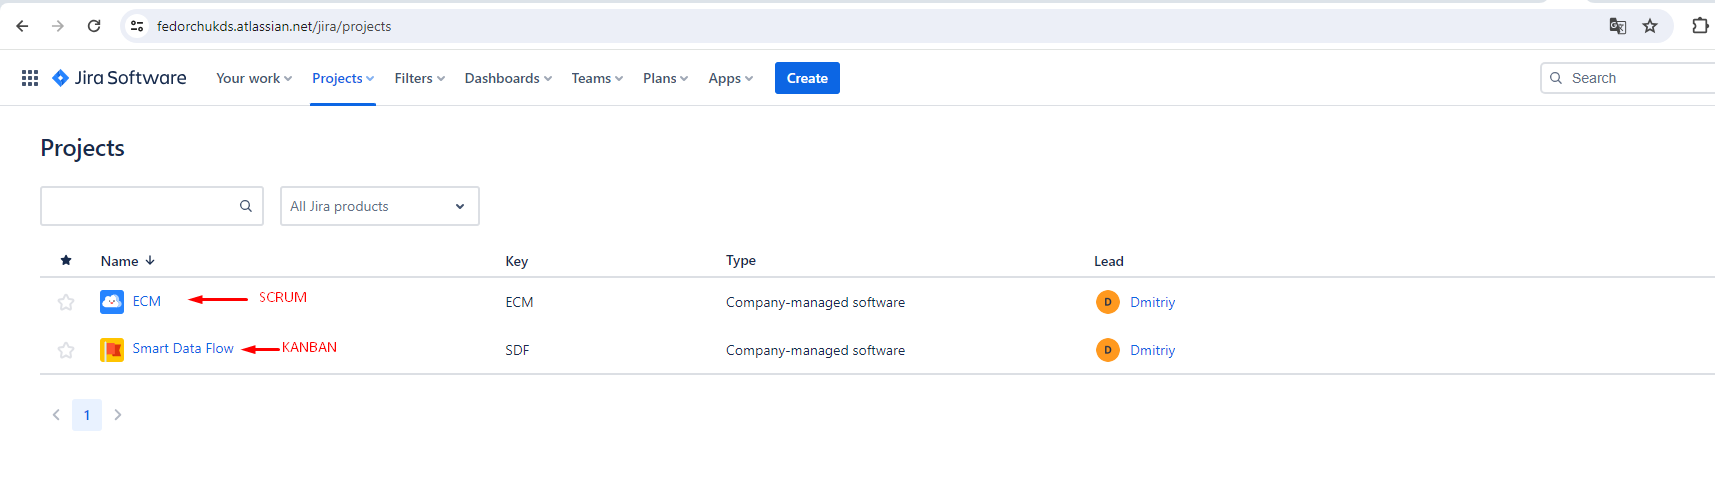 fedorchukds.atlassian.net/jira/projects
Jira Software Your work Projects Filters Dashboards Teams Plans Apps Create Search
Projects
All Jira products
Name Key Type Lead
ECM SCRUM ECM Company-managed software D Dmitriy
Smart Data Flow KANBAN SDF Company-managed software D Dmitriy
1